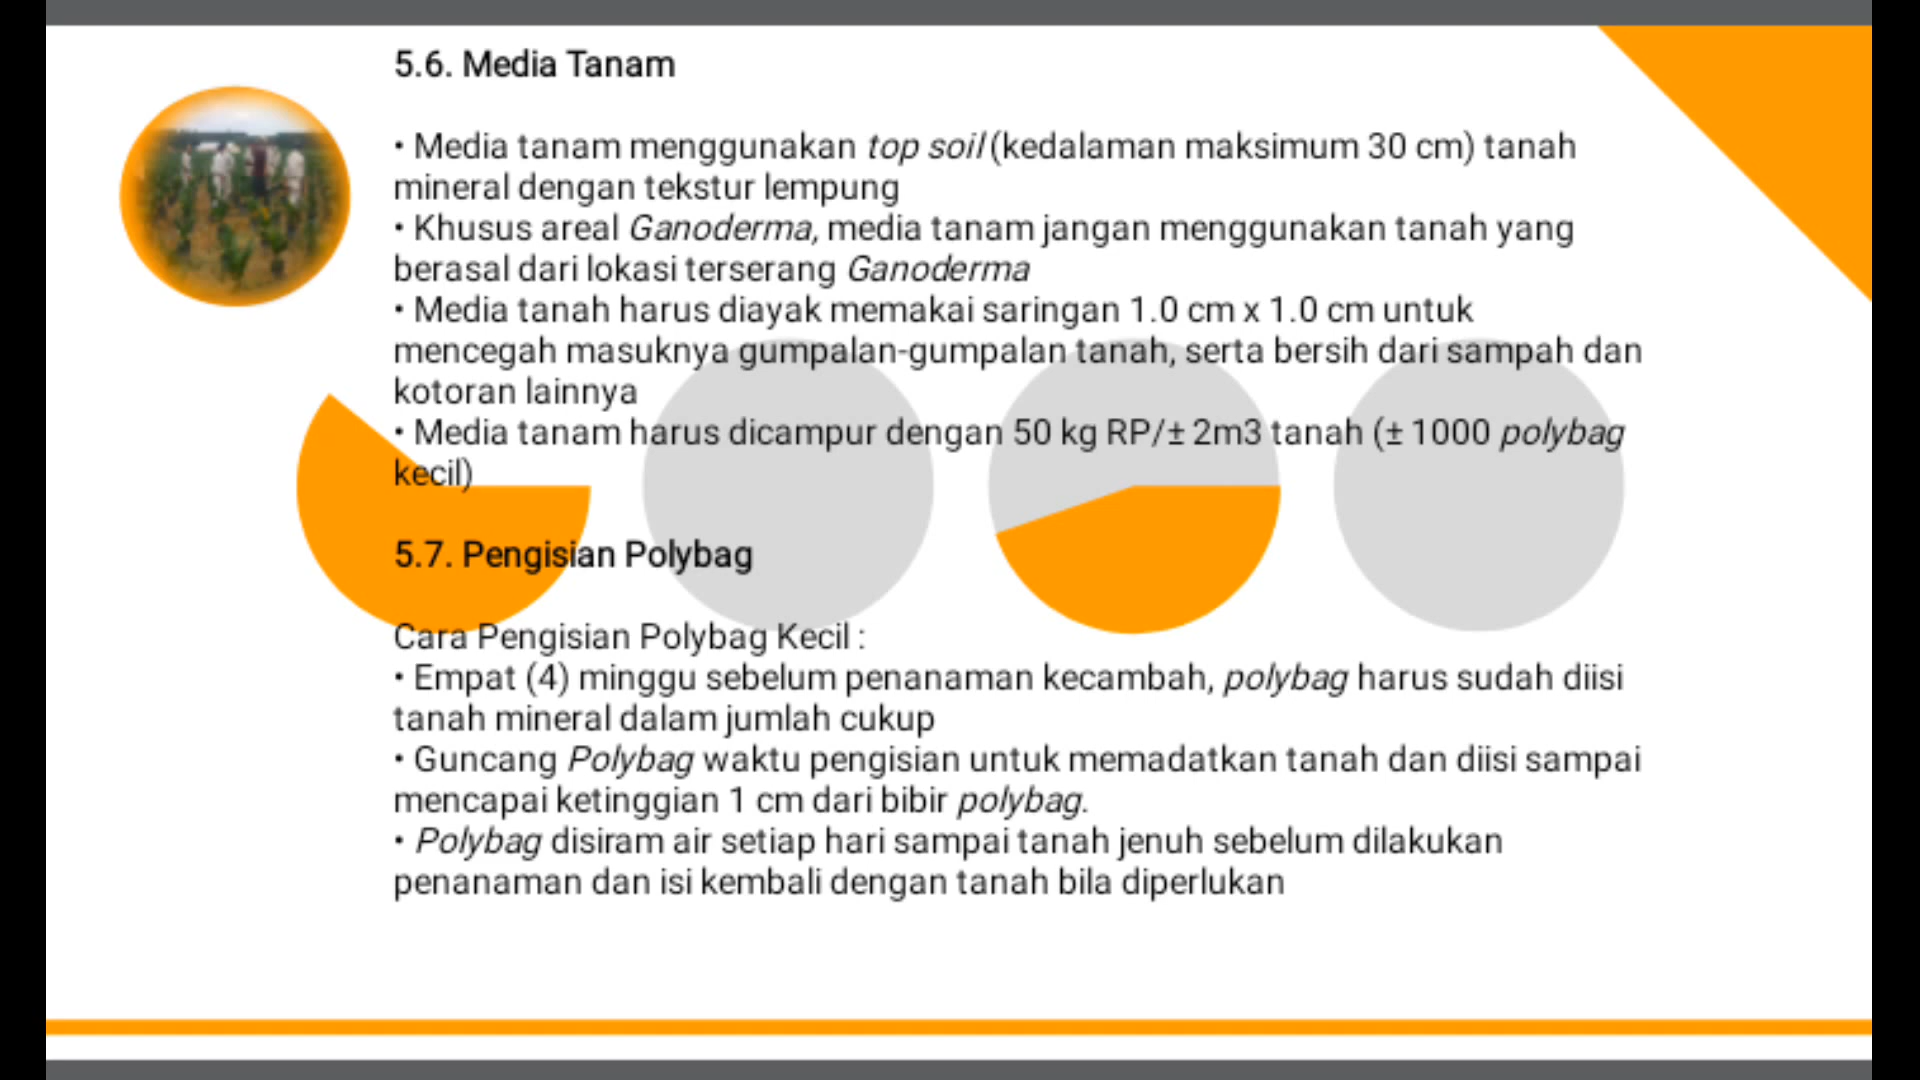 5.6. Media Tanam
• Media tanam menggunakan top soil (kedalaman maksimum 30 cm) tanah
mineral dengan tekstur lempung
• Khusus areal Ganoderma, media tanam jangan menggunakan tanah yang
berasal dari lokasi terserang Ganoderma
• Media tanah harus diayak memakai saringan 1.0 cm x 1.0 cm untuk
mencegah masuknya gumpalan-gumpalan tanah, serta bersih dari sampah dan
kotoran lainnya
• Media tanam harus dicampur dengan 50 kg RP/± 2m3 tanah (± 1000 polybag
kecil)
5.7. Pengisian Polybag
Cara Pengisian Polybag Kecil :
• Empat (4) minggu sebelum penanaman kecambah, polybag harus sudah diisi
tanah mineral dalam jumlah cukup
• Guncang Polybag waktu pengisian untuk memadatkan tanah dan diisi sampai
mencapai ketinggian 1 cm dari bibir polybag.
• Polybag disiram air setiap hari sampai tanah jenuh sebelum dilakukan
penanaman dan isi kembali dengan tanah bila diperlukan